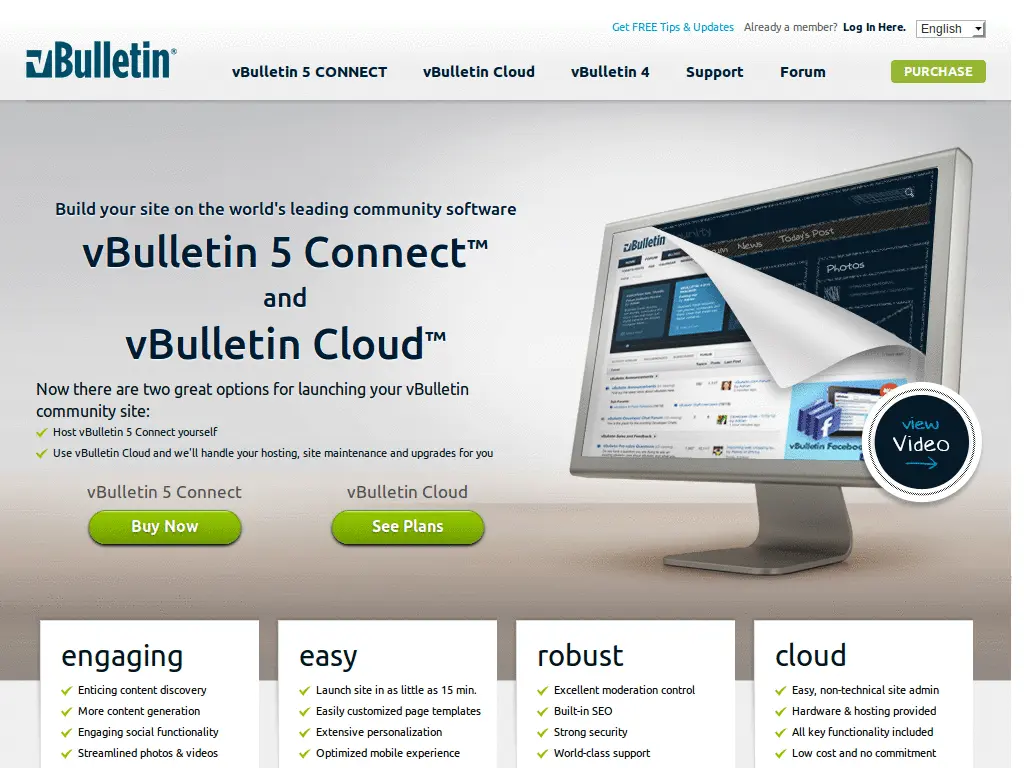 Get FREE Tips & Updates Already a member? Log In Here. English
vBulletin®
vBulletin 5 CONNECT vBulletin Cloud vBulletin 4 Support Forum PURCHASE
Build your site on the world's leading community software
vBulletin 5 Connect™
and
vBulletin Cloud™
Now there are two great options for launching your vBulletin
community site:
Host vBulletin 5 Connect yourself
Use vBulletin Cloud and we'll handle your hosting, site maintenance and upgrades for you
vBulletin 5 Connect vBulletin Cloud
Buy Now See Plans
vBulletin
News Today's Post
Photos
vBulletin Facebo
view
Video
engaging
Enticing content discovery
More content generation
Engaging social functionality
Streamlined photos & videos
easy
Launch site in as little as 15 min.
Easily customized page templates
Extensive personalization
Optimized mobile experience
robust
Excellent moderation control
Built-in SEO
Strong security
World-class support
cloud
Easy, non-technical site admin
Hardware & hosting provided
All key functionality included
Low cost and no commitment